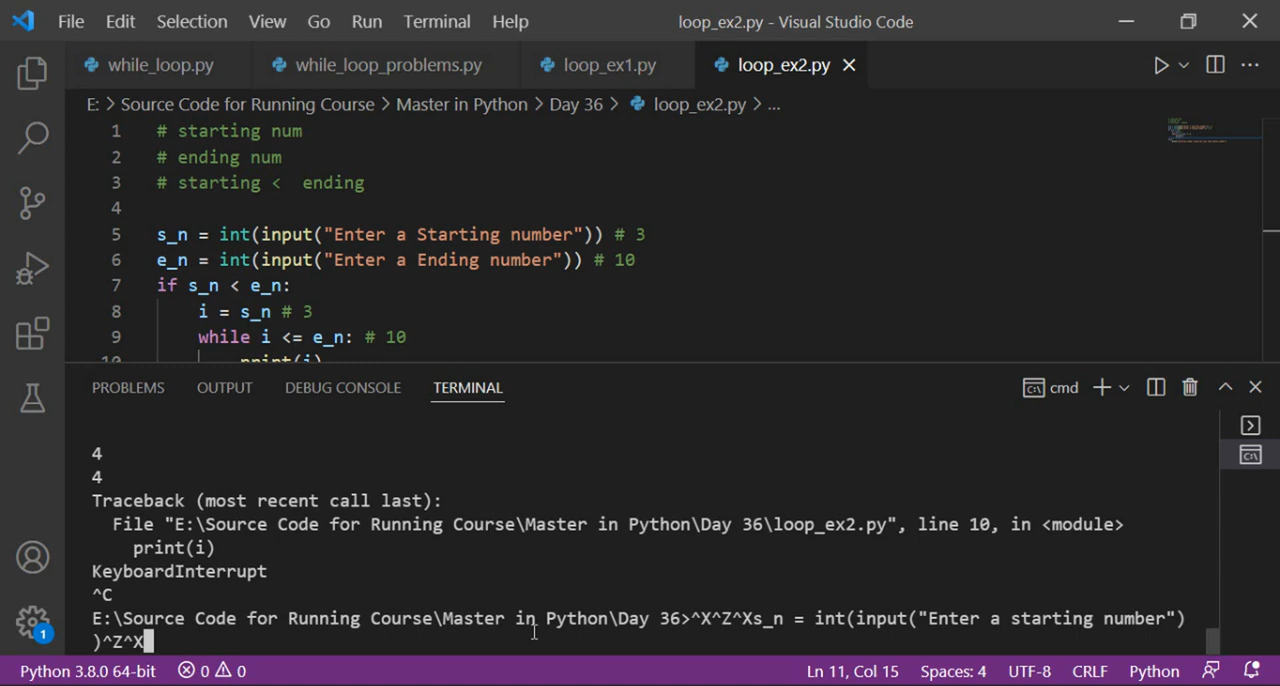 File Edit Selection View Go Run Terminal Help loop_ex2.py - Visual Studio Code
while_loop.py while_loop_problems.py loop_ex1.py loop_ex2.py
E: > Source Code for Running Course > Master in Python > Day 36 > loop_ex2.py > ...
1 # starting num
2 # ending num
3 # starting < ending
4
5 s_n = int(input("Enter a Starting number")) # 3
6 e_n = int(input("Enter a Ending number")) # 10
7 if s_n < e_n:
8 i = s_n # 3
9 while i <= e_n: # 10
10 print(i)
PROBLEMS OUTPUT DEBUG CONSOLE TERMINAL cmd
4
4
Traceback (most recent call last):
File "E:\Source Code for Running Course\Master in Python\Day 36\loop_ex2.py", line 10, in <module>
print(i)
KeyboardInterrupt
^C
E:\Source Code for Running Course\Master in Python\Day 36>^X^Z^Xs_n = int(input("Enter a starting number")
)^Z^X
1
Python 3.8.0 64-bit 0 0 Ln 11, Col 15 Spaces: 4 UTF-8 CRLF Python